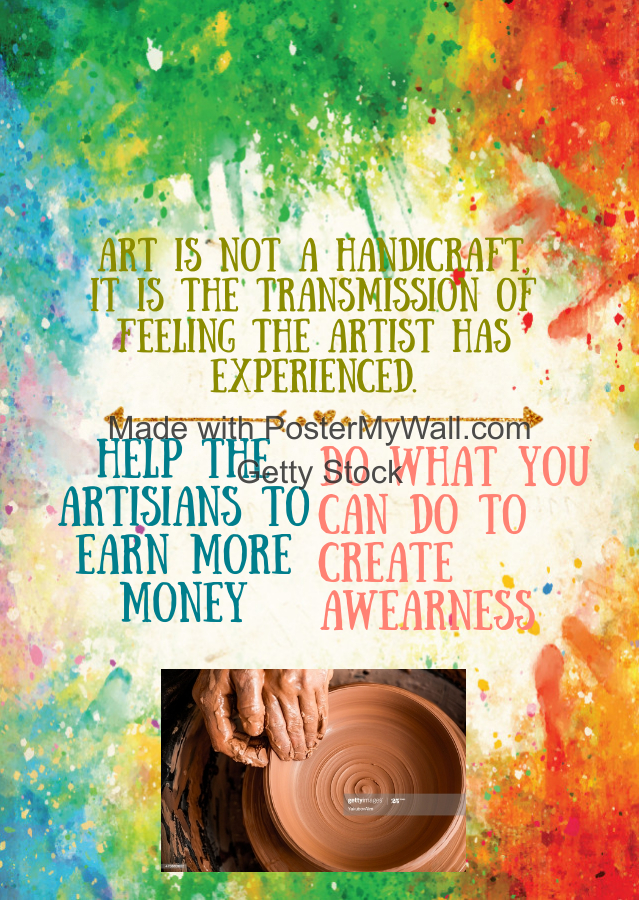 ART IS NOT A HANDICRAFT,
IT IS THE TRANSMISSION OF
FEELING THE ARTIST HAS
EXPERIENCED.
Made with PosterMyWall.com
Getty Stock
HELP THE
ARTISIANS TO
EARN MORE
MONEY
DO WHAT YOU
CAN DO TO
CREATE
AWEARNESS
gettyimages